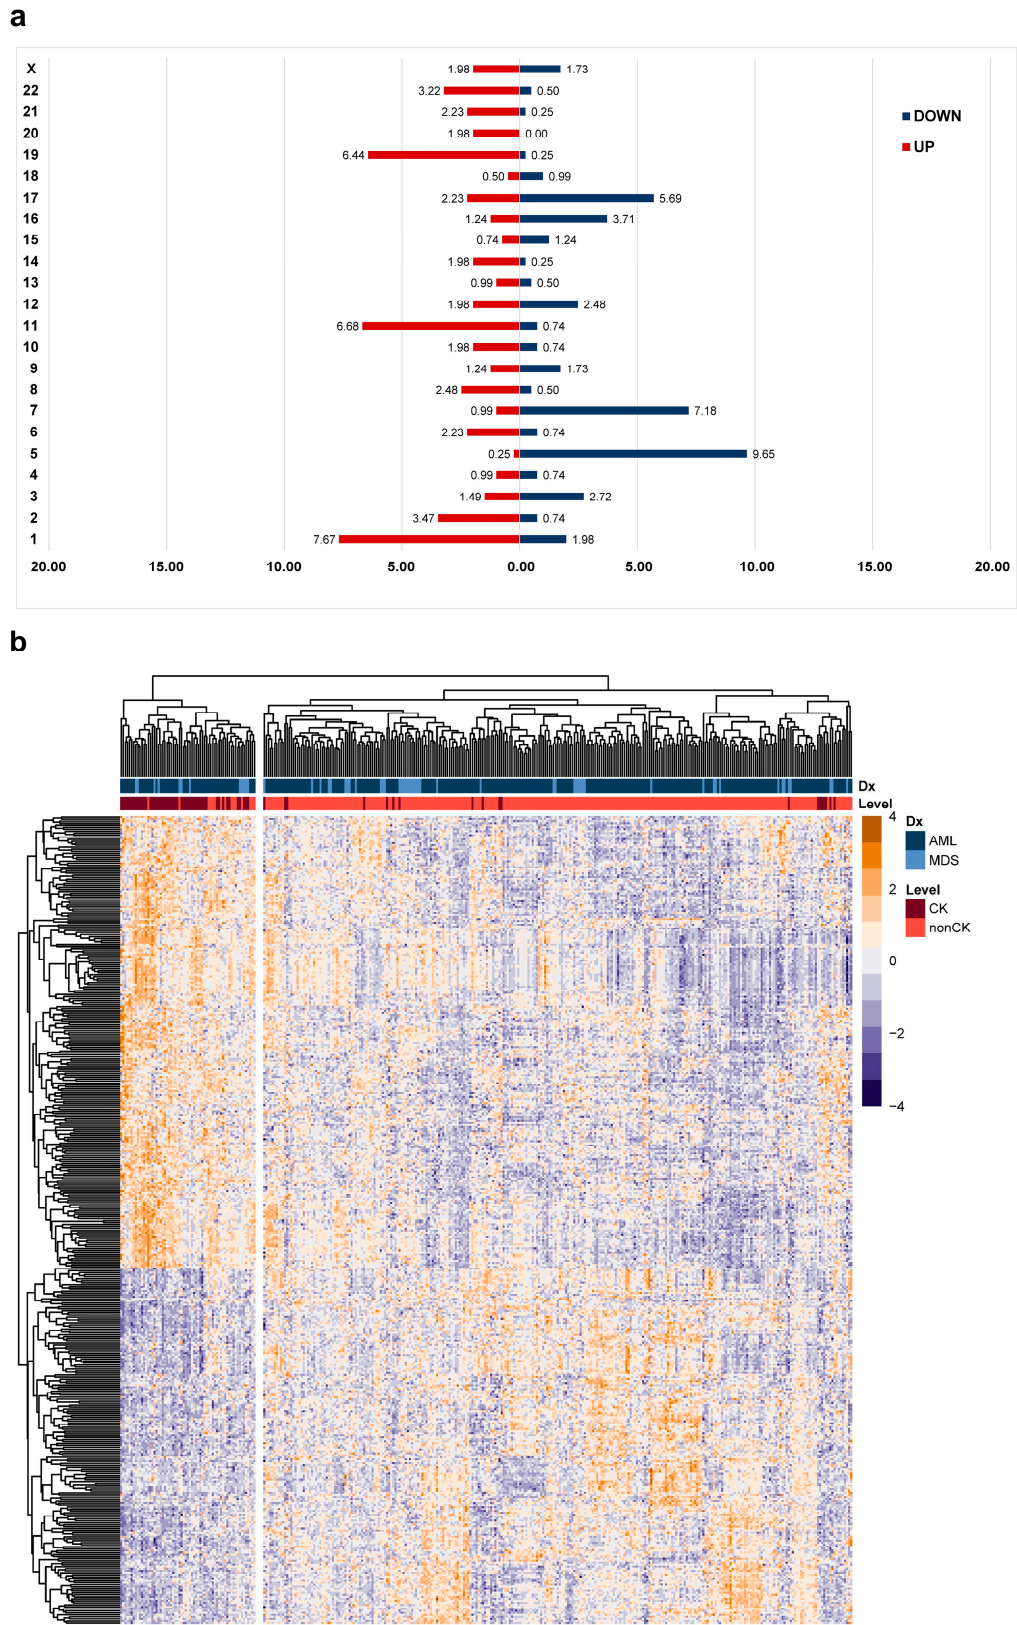 a
X 1.98 1.73
22 3.22 0.50
21 2.23 0.25
DOWN
20 1.98 0.00
UP
19 6.44 0.25
18 0.50 0.99
17 2.23 5.69
16 1.24 3.71
15 0.74 1.24
14 1.98 0.25
13 0.99 0.50
12 1.98 2.48
11 6.68 0.74
10 1.98 0.74
9 1.24 1.73
8 2.48 0.50
7 0.99 7.18
6 2.23 0.74
5 0.25 9.65
4 0.99 0.74
3 1.49 2.72
2 3.47 0.74
1 7.67 1.98
20.00 15.00 10.00 5.00 0.00 5.00 10.00 15.00 20.00
b
Dx
Level
4
2
0
−2
−4
Dx
AML
MDS
Level
CK
nonCK